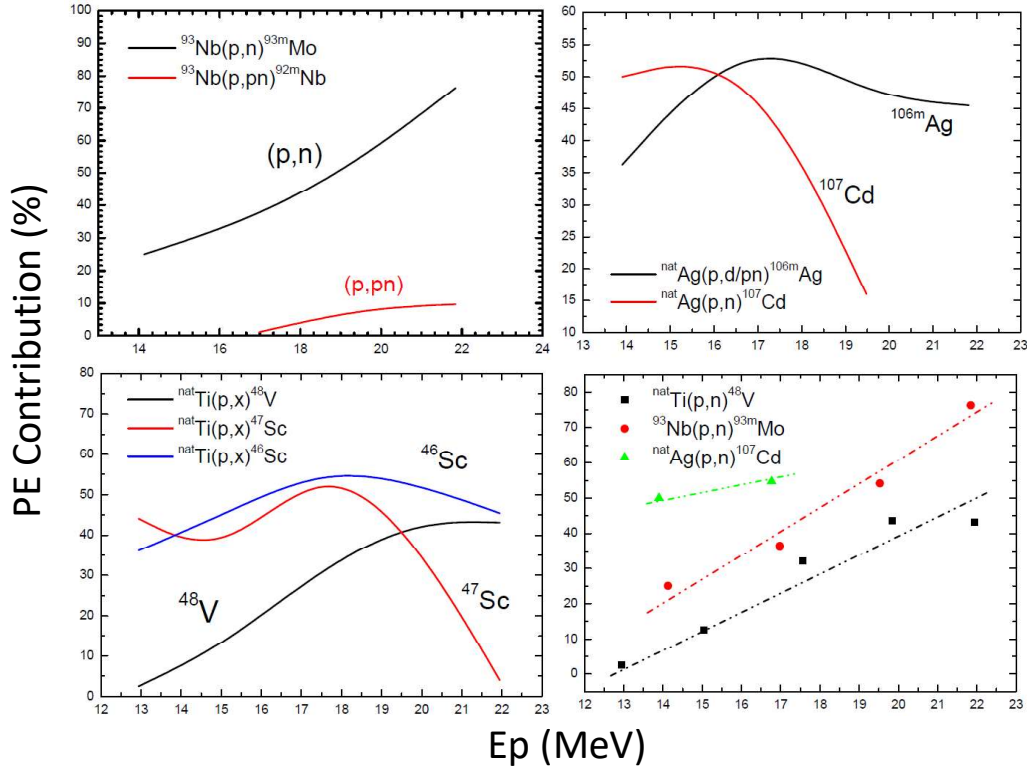 PE Contribution (%)
100
90
80
70
60
50
40
30
20
10
0
⁹³Nb(p,n)⁹³ᵐMo
⁹³Nb(p,pn)⁹²ᵐNb
(p,n)
(p,pn)
14 16 18 20 22 24
60
55
50
45
40
35
30
25
20
15
10
¹⁰⁶ᵐAg
¹⁰⁷Cd
ⁿᵃᵗAg(p,d/pn)¹⁰⁶ᵐAg
ⁿᵃᵗAg(p,n)¹⁰⁷Cd
13 14 15 16 17 18 19 20 21 22 23
80
70
60
50
40
30
20
10
0
ⁿᵃᵗTi(p,x)⁴⁸V
ⁿᵃᵗTi(p,x)⁴⁷Sc
ⁿᵃᵗTi(p,x)⁴⁶Sc
⁴⁶Sc
⁴⁸V
⁴⁷Sc
12 13 14 15 16 17 18 19 20 21 22 23
80
70
60
50
40
30
20
10
0
ⁿᵃᵗTi(p,n)⁴⁸V
⁹³Nb(p,n)⁹³ᵐMo
ⁿᵃᵗAg(p,n)¹⁰⁷Cd
12 13 14 15 16 17 18 19 20 21 22 23
Ep (MeV)